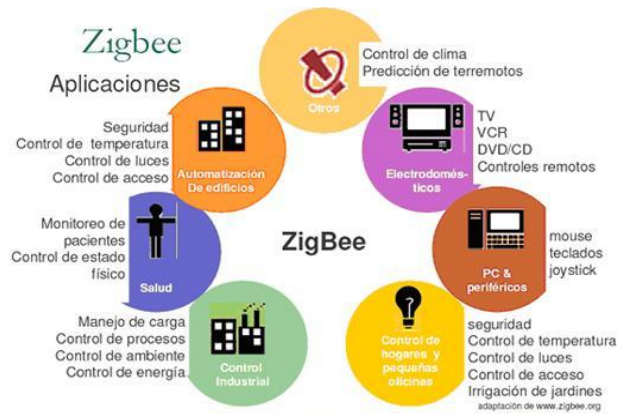 Zigbee
Aplicaciones
Control de clima
Predicción de terremotos
Otros
TV
VCR
DVD/CD
Controles remotos
Electrodomés-
ticos
mouse
teclados
joystick
PC &
periféricos
seguridad
Control de temperatura
Control de luces
Control de acceso
Irrigación de jardines
Control de
hogares y
pequeñas
oficinas
Manejo de carga
Control de procesos
Control de ambiente
Control de energía
Control
Industrial
Monitoreo de
pacientes
Control de estado
físico
Salud
Seguridad
Control de temperatura
Control de luces
Control de acceso
Automatización
De edificios
ZigBee
adaptación de www.zigbee.org